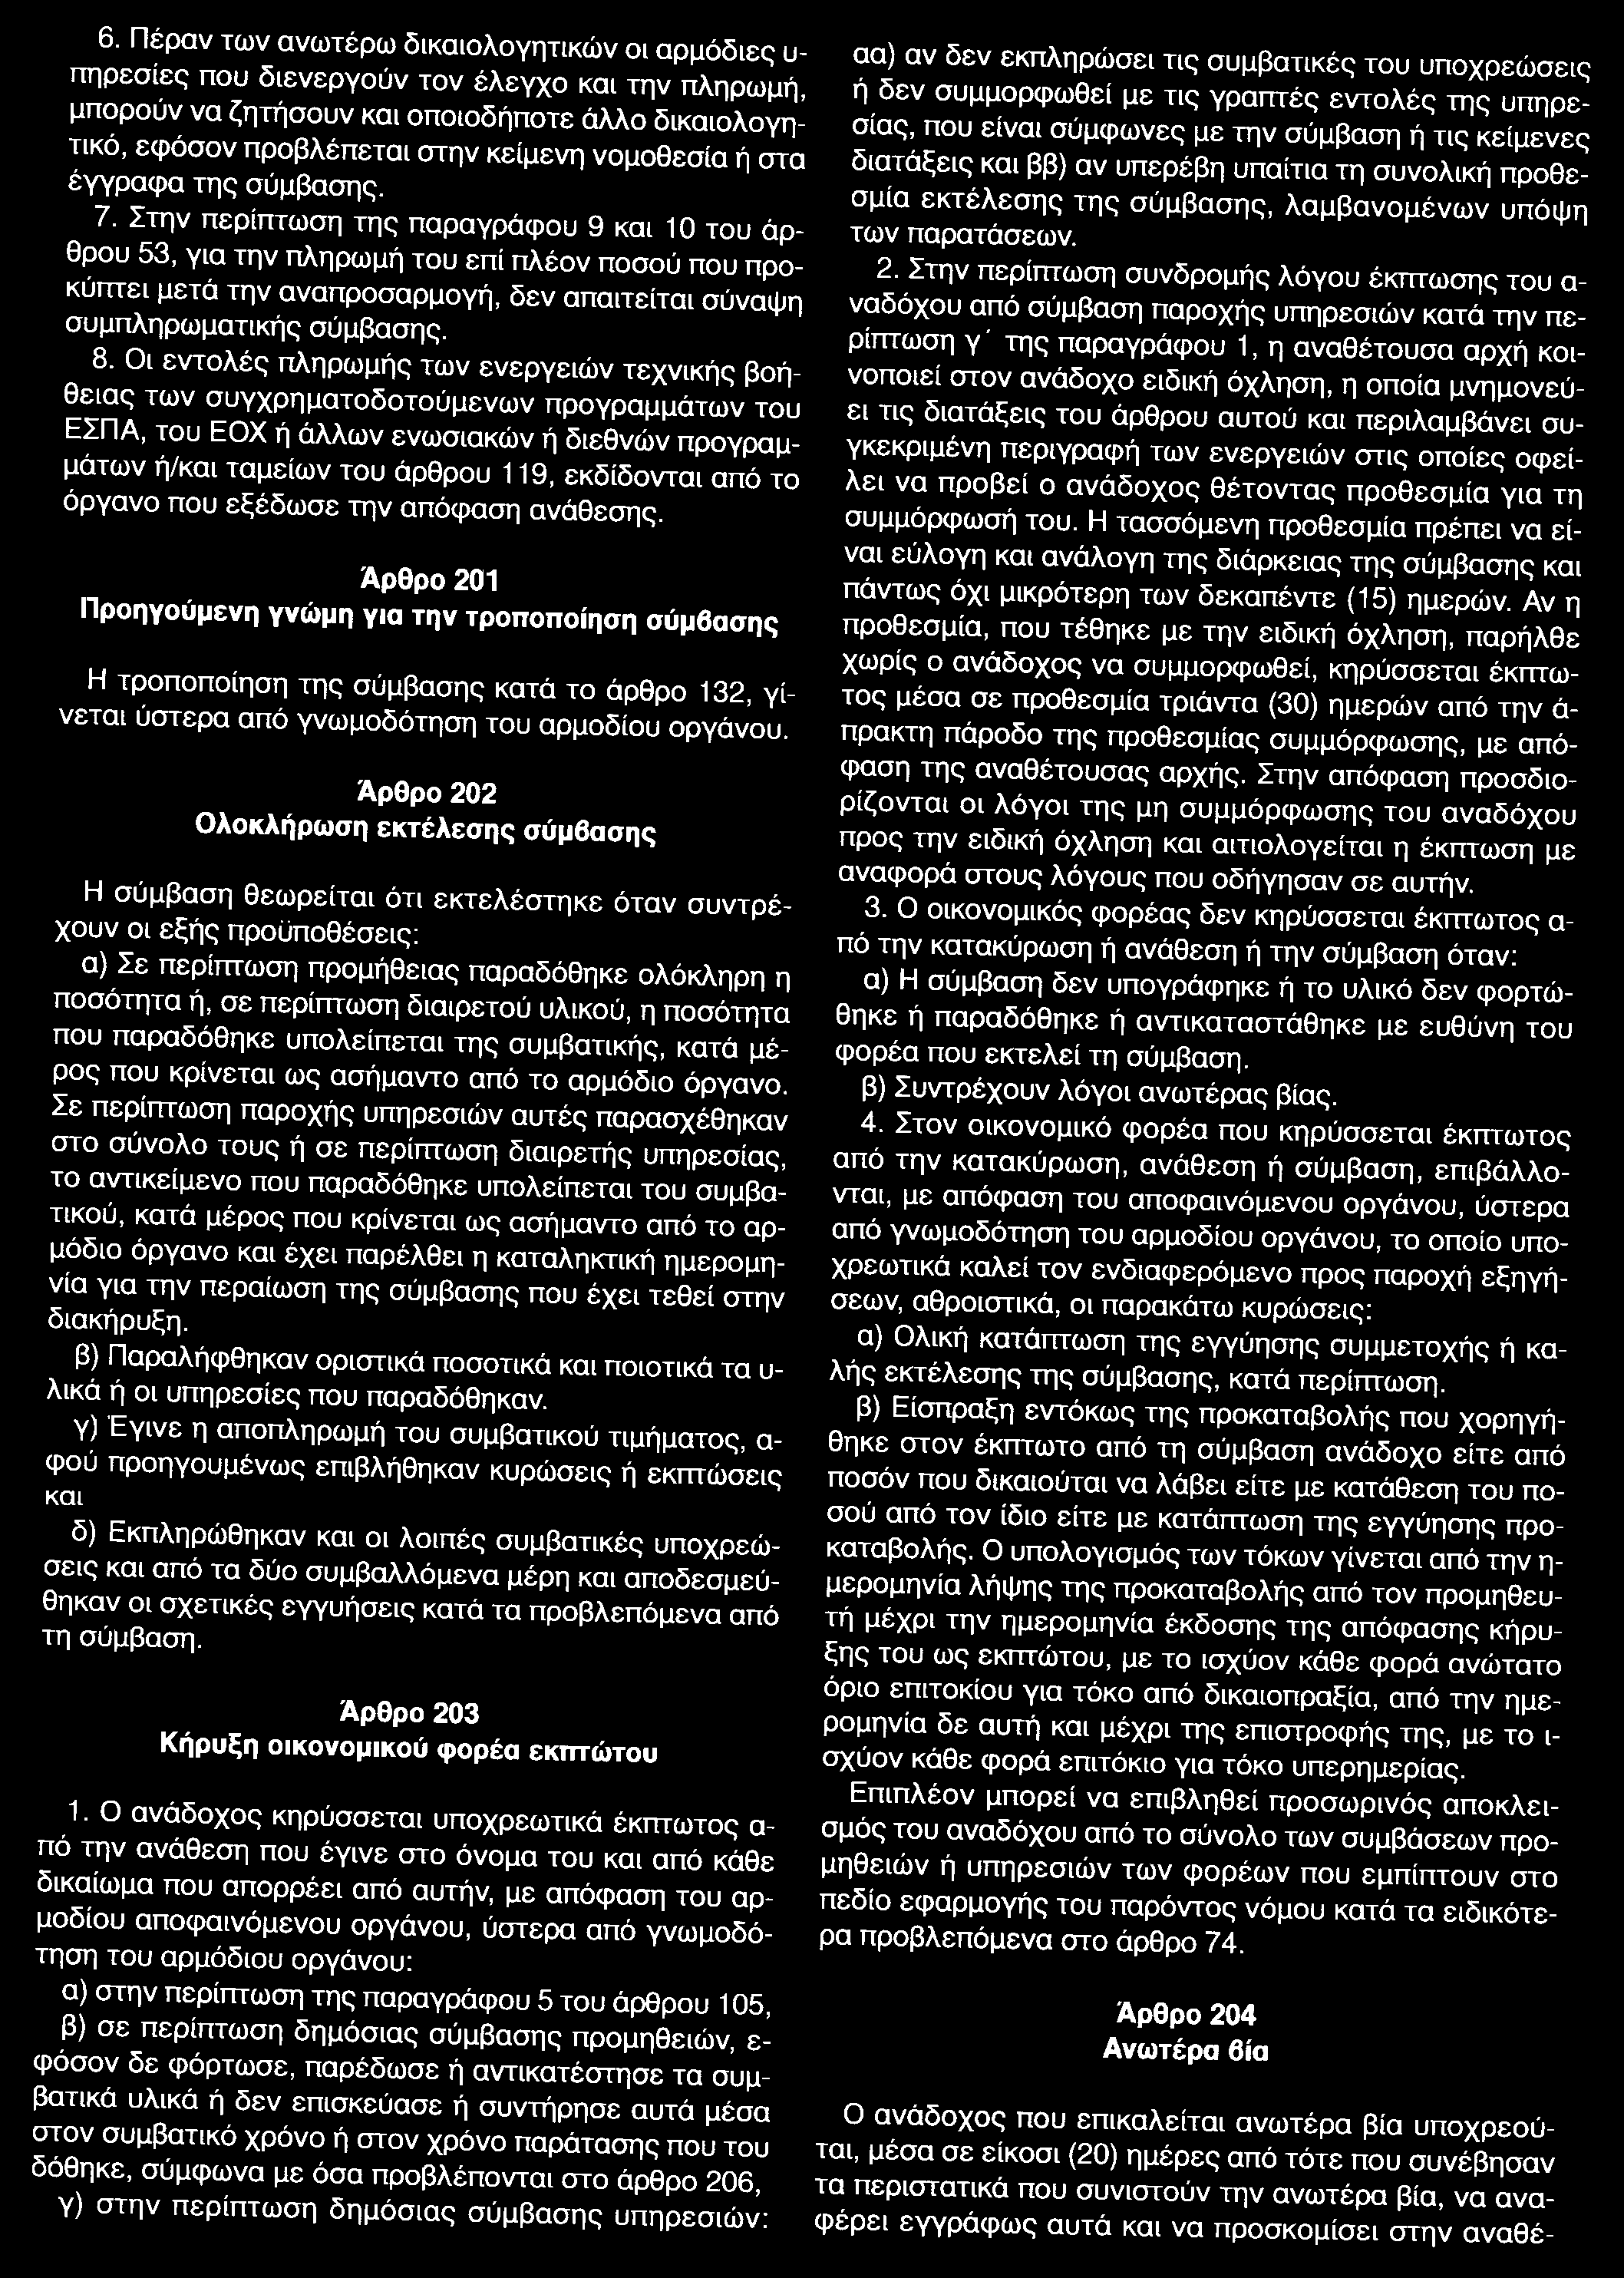 6. Πέραν των ανωτέρω δικαιολογητικών οι αρμόδιες υ-
πηρεσίες που διενεργούν τον έλεγχο και την πληρωμή,
μπορούν να ζητήσουν και οποιοδήποτε άλλο δικαιολογη-
τικό, εφόσον προβλέπεται στην κείμενη νομοθεσία ή στα
έγγραφα της σύμβασης.
7. Στην περίπτωση της παραγράφου 9 και 10 του άρ-
θρου 53, για την πληρωμή του επί πλέον ποσού που προ-
κύπτει μετά την αναπροσαρμογή, δεν απαιτείται σύναψη
συμπληρωματικής σύμβασης.
8. Οι εντολές πληρωμής των ενεργειών τεχνικής βοή-
θειας των συγχρηματοδοτούμενων προγραμμάτων του
ΕΣΠΑ, του ΕΟΧ ή άλλων ενωσιακών ή διεθνών προγραμ-
μάτων ή/και ταμείων του άρθρου 119, εκδίδονται από το
όργανο που εξέδωσε την απόφαση ανάθεσης.
Άρθρο 201
Προηγούμενη γνώμη για την τροποποίηση σύμβασης
Η τροποποίηση της σύμβασης κατά το άρθρο 132, γί-
νεται ύστερα από γνωμοδότηση του αρμοδίου οργάνου.
Άρθρο 202
Ολοκλήρωση εκτέλεσης σύμβασης
Η σύμβαση θεωρείται ότι εκτελέστηκε όταν συντρέ-
χουν οι εξής προϋποθέσεις:
α) Σε περίπτωση προμήθειας παραδόθηκε ολόκληρη η
ποσότητα ή, σε περίπτωση διαιρετού υλικού, η ποσότητα
που παραδόθηκε υπολείπεται της συμβατικής, κατά μέ-
ρος που κρίνεται ως ασήμαντο από το αρμόδιο όργανο.
Σε περίπτωση παροχής υπηρεσιών αυτές παρασχέθηκαν
στο σύνολο τους ή σε περίπτωση διαιρετής υπηρεσίας,
το αντικείμενο που παραδόθηκε υπολείπεται του συμβα-
τικού, κατά μέρος που κρίνεται ως ασήμαντο από το αρ-
μόδιο όργανο και έχει παρέλθει η καταληκτική ημερομη-
νία για την περαίωση της σύμβασης που έχει τεθεί στην
διακήρυξη.
β) Παραλήφθηκαν οριστικά ποσοτικά και ποιοτικά τα υ-
λικά ή οι υπηρεσίες που παραδόθηκαν.
γ) Έγινε η αποπληρωμή του συμβατικού τιμήματος, α-
φού προηγουμένως επιβλήθηκαν κυρώσεις ή εκπτώσεις
και
δ) Εκπληρώθηκαν και οι λοιπές συμβατικές υποχρεώ-
σεις και από τα δύο συμβαλλόμενα μέρη και αποδεσμεύ-
θηκαν οι σχετικές εγγυήσεις κατά τα προβλεπόμενα από
τη σύμβαση.
Άρθρο 203
Κήρυξη οικονομικού φορέα εκπτώτου
1. Ο ανάδοχος κηρύσσεται υποχρεωτικά έκπτωτος α-
πό την ανάθεση που έγινε στο όνομα του και από κάθε
δικαίωμα που απορρέει από αυτήν, με απόφαση του αρ-
μοδίου αποφαινόμενου οργάνου, ύστερα από γνωμοδό-
τηση του αρμόδιου οργάνου:
α) στην περίπτωση της παραγράφου 5 του άρθρου 105,
β) σε περίπτωση δημόσιας σύμβασης προμηθειών, ε-
φόσον δε φόρτωσε, παρέδωσε ή αντικατέστησε τα συμ-
βατικά υλικά ή δεν επισκεύασε ή συντήρησε αυτά μέσα
στον συμβατικό χρόνο ή στον χρόνο παράτασης που του
δόθηκε, σύμφωνα με όσα προβλέπονται στο άρθρο 206,
γ) στην περίπτωση δημόσιας σύμβασης υπηρεσιών:
αα) αν δεν εκπληρώσει τις συμβατικές του υποχρεώσεις
ή δεν συμμορφωθεί με τις γραπτές εντολές της υπηρε-
σίας, που είναι σύμφωνες με την σύμβαση ή τις κείμενες
διατάξεις και ββ) αν υπερέβη υπαίτια τη συνολική προθε-
σμία εκτέλεσης της σύμβασης, λαμβανομένων υπόψη
των παρατάσεων.
2. Στην περίπτωση συνδρομής λόγου έκπτωσης του α-
ναδόχου από σύμβαση παροχής υπηρεσιών κατά την πε-
ρίπτωση γ΄ της παραγράφου 1, η αναθέτουσα αρχή κοι-
νοποιεί στον ανάδοχο ειδική όχληση, η οποία μνημονεύ-
ει τις διατάξεις του άρθρου αυτού και περιλαμβάνει συ-
γκεκριμένη περιγραφή των ενεργειών στις οποίες οφεί-
λει να προβεί ο ανάδοχος θέτοντας προθεσμία για τη
συμμόρφωσή του. Η τασσόμενη προθεσμία πρέπει να εί-
ναι εύλογη και ανάλογη της διάρκειας της σύμβασης και
πάντως όχι μικρότερη των δεκαπέντε (15) ημερών. Αν η
προθεσμία, που τέθηκε με την ειδική όχληση, παρήλθε
χωρίς ο ανάδοχος να συμμορφωθεί, κηρύσσεται έκπτω-
τος μέσα σε προθεσμία τριάντα (30) ημερών από την ά-
πρακτη πάροδο της προθεσμίας συμμόρφωσης, με από-
φαση της αναθέτουσας αρχής. Στην απόφαση προσδιο-
ρίζονται οι λόγοι της μη συμμόρφωσης του αναδόχου
προς την ειδική όχληση και αιτιολογείται η έκπτωση με
αναφορά στους λόγους που οδήγησαν σε αυτήν.
3. Ο οικονομικός φορέας δεν κηρύσσεται έκπτωτος α-
πό την κατακύρωση ή ανάθεση ή την σύμβαση όταν:
α) Η σύμβαση δεν υπογράφηκε ή το υλικό δεν φορτώ-
θηκε ή παραδόθηκε ή αντικαταστάθηκε με ευθύνη του
φορέα που εκτελεί τη σύμβαση.
β) Συντρέχουν λόγοι ανωτέρας βίας.
4. Στον οικονομικό φορέα που κηρύσσεται έκπτωτος
από την κατακύρωση, ανάθεση ή σύμβαση, επιβάλλο-
νται, με απόφαση του αποφαινόμενου οργάνου, ύστερα
από γνωμοδότηση του αρμοδίου οργάνου, το οποίο υπο-
χρεωτικά καλεί τον ενδιαφερόμενο προς παροχή εξηγή-
σεων, αθροιστικά, οι παρακάτω κυρώσεις:
α) Ολική κατάπτωση της εγγύησης συμμετοχής ή κα-
λής εκτέλεσης της σύμβασης, κατά περίπτωση.
β) Είσπραξη εντόκως της προκαταβολής που χορηγή-
θηκε στον έκπτωτο από τη σύμβαση ανάδοχο είτε από
ποσόν που δικαιούται να λάβει είτε με κατάθεση του πο-
σού από τον ίδιο είτε με κατάπτωση της εγγύησης προ-
καταβολής. Ο υπολογισμός των τόκων γίνεται από την η-
μερομηνία λήψης της προκαταβολής από τον προμηθευ-
τή μέχρι την ημερομηνία έκδοσης της απόφασης κήρυ-
ξης του ως εκπτώτου, με το ισχύον κάθε φορά ανώτατο
όριο επιτοκίου για τόκο από δικαιοπραξία, από την ημε-
ρομηνία δε αυτή και μέχρι της επιστροφής της, με το ι-
σχύον κάθε φορά επιτόκιο για τόκο υπερημερίας.
Επιπλέον μπορεί να επιβληθεί προσωρινός αποκλει-
σμός του αναδόχου από το σύνολο των συμβάσεων προ-
μηθειών ή υπηρεσιών των φορέων που εμπίπτουν στο
πεδίο εφαρμογής του παρόντος νόμου κατά τα ειδικότε-
ρα προβλεπόμενα στο άρθρο 74.
Άρθρο 204
Ανωτέρα βία
Ο ανάδοχος που επικαλείται ανωτέρα βία υποχρεού-
ται, μέσα σε είκοσι (20) ημέρες από τότε που συνέβησαν
τα περιστατικά που συνιστούν την ανωτέρα βία, να ανα-
φέρει εγγράφως αυτά και να προσκομίσει στην αναθέ-